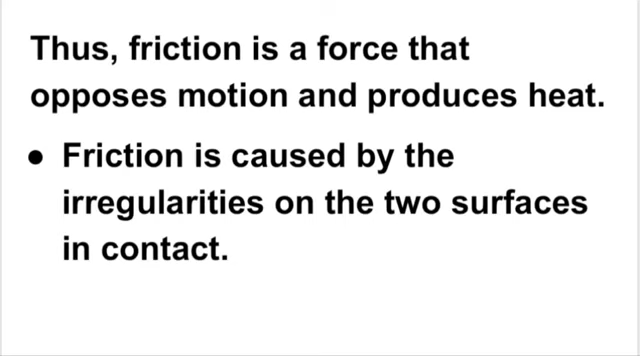 Thus, friction is a force that
opposes motion and produces heat.
● Friction is caused by the
irregularities on the two surfaces
in contact.